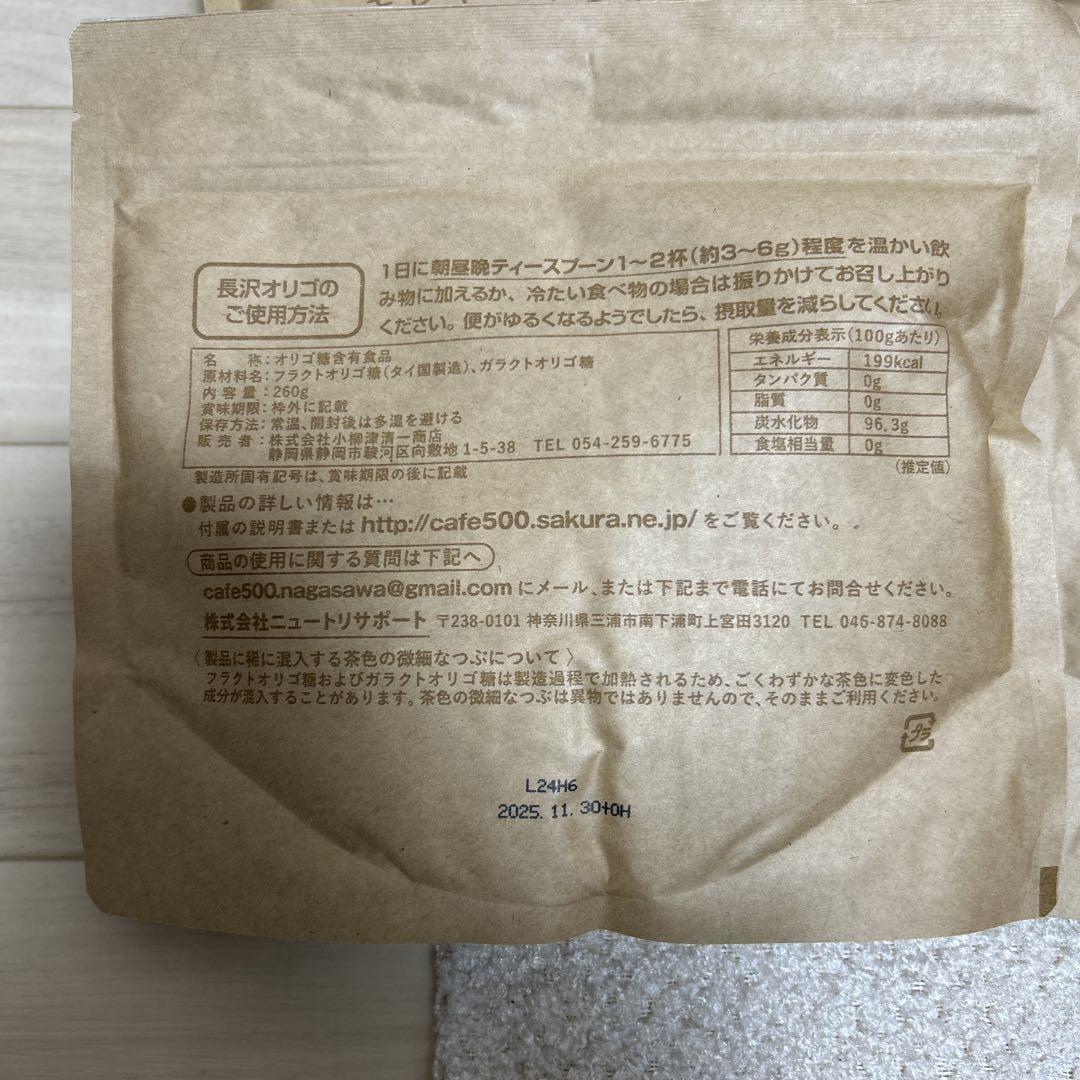 長沢オリゴの
ご使用方法
1日に朝昼晩ティースプーン1〜2杯(約3〜6g)程度を温かい飲
み物に加えるか、冷たい食べ物の場合は振りかけてお召し上がり
ください。便がゆるくなるようでしたら、摂取量を減らしてください。
名　　称：オリゴ糖含有食品
原材料名：フラクトオリゴ糖(タイ国製造)、ガラクトオリゴ糖
内 容 量：260g
賞味期限：枠外に記載
保存方法：常温、開封後は多湿を避ける
販 売 者：株式会社小柳津清一商店
静岡県静岡市駿河区向敷地1-5-38　TEL 054-259-6775
栄養成分表示(100gあたり)
エネルギー 199kcal
タンパク質 0g
脂質 0g
炭水化物 96.3g
食塩相当量 0g
(推定値)
製造所固有記号は、賞味期限の後に記載
●製品の詳しい情報は…
付属の説明書または http://cafe500.sakura.ne.jp/ をご覧ください。
商品の使用に関する質問は下記へ
cafe500.nagasawa@gmail.com にメール、または下記まで電話にてお問合せください。
株式会社ニュートリサポート 〒238-0101 神奈川県三浦市南下浦町上宮田3120 TEL 046-874-8088
〈製品に稀に混入する茶色の微細なつぶについて〉
フラクトオリゴ糖およびガラクトオリゴ糖は製造過程で加熱されるため、ごくわずかな茶色に変色した
成分が混入することがあります。茶色の微細なつぶは異物ではありませんので、そのままご利用ください。
プラ
L24H6
2025.11.30+OH